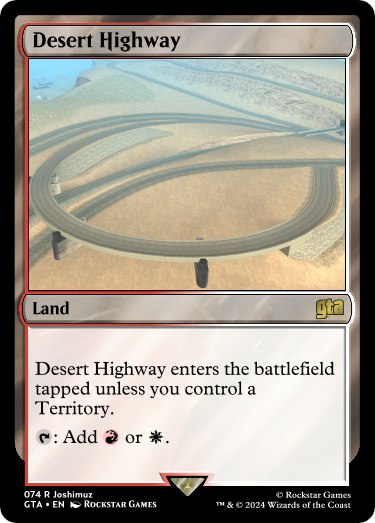 Desert Highway
Land
gta
Desert Highway enters the battlefield
tapped unless you control a
Territory.
: Add or .
074 R Joshimuz
GTA • EN Rockstar Games
© Rockstar Games
™ & © 2024 Wizards of the Coast